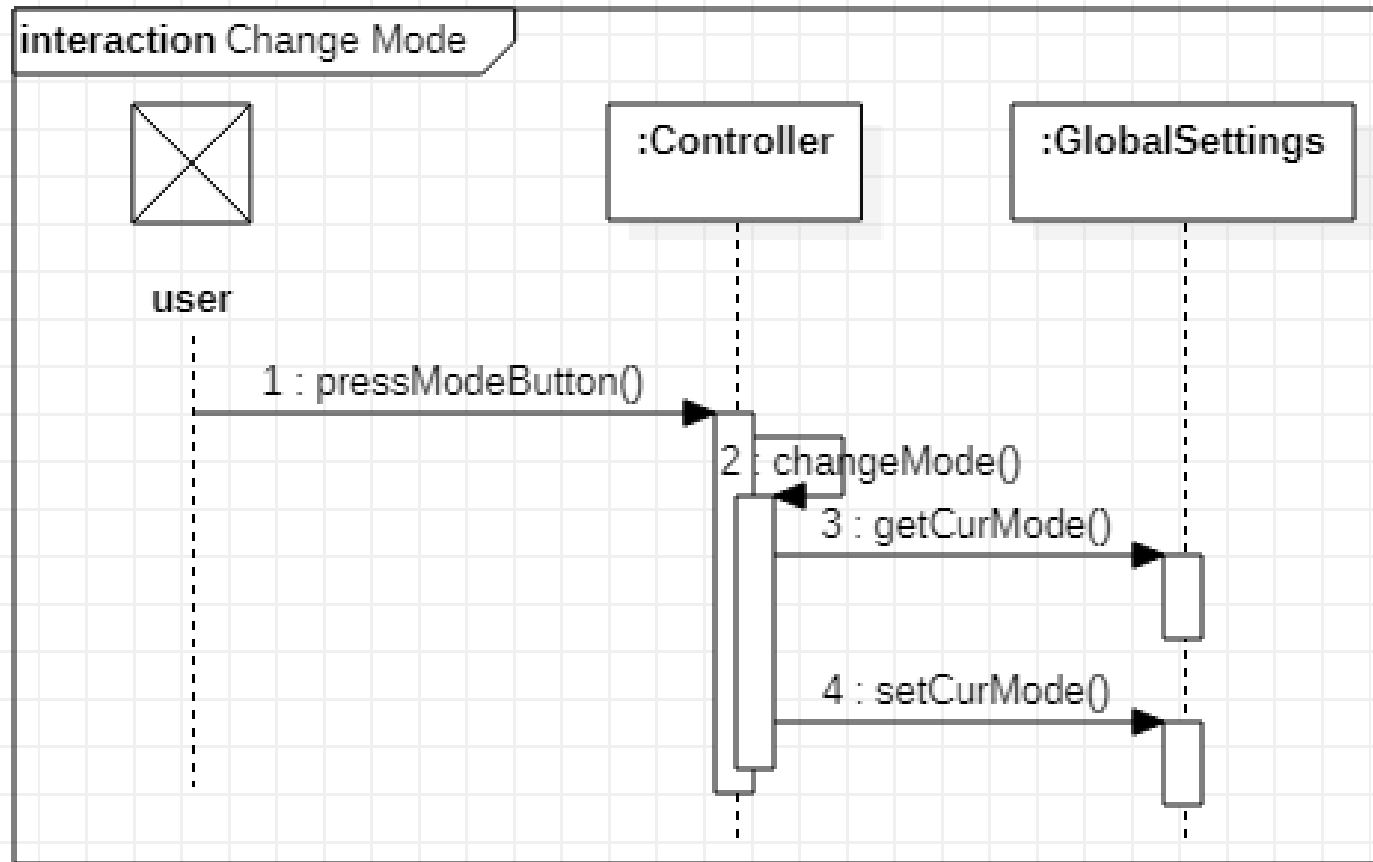 interaction Change Mode
:Controller
:GlobalSettings
user
1 : pressModeButton()
2 : changeMode()
3 : getCurMode()
4 : setCurMode()